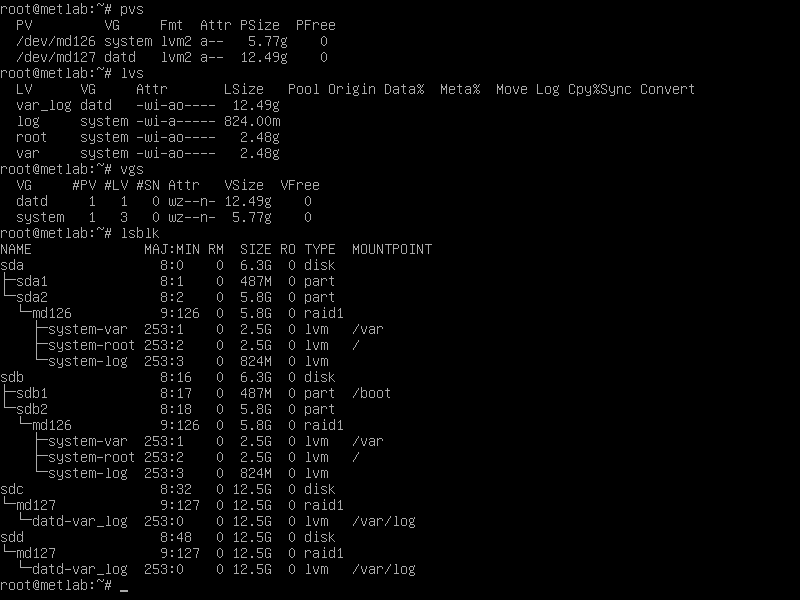 root@metlab:~# pvs
  PV         VG     Fmt  Attr PSize  PFree
  /dev/md126 system lvm2 a--   5.77g    0
  /dev/md127 datd   lvm2 a--  12.49g    0
root@metlab:~# lvs
  LV      VG     Attr       LSize   Pool Origin Data%  Meta%  Move Log Cpy%Sync Convert
  var_log datd   -wi-ao----  12.49g
  log     system -wi-a----- 824.00m
  root    system -wi-ao----   2.48g
  var     system -wi-ao----   2.48g
root@metlab:~# vgs
  VG     #PV #LV #SN Attr   VSize  VFree
  datd     1   1   0 wz--n- 12.49g    0
  system   1   3   0 wz--n-  5.77g    0
root@metlab:~# lsblk
NAME              MAJ:MIN RM   SIZE RO TYPE  MOUNTPOINT
sda                 8:0    0   6.3G  0 disk
├─sda1              8:1    0   487M  0 part
└─sda2              8:2    0   5.8G  0 part
  └─md126           9:126  0   5.8G  0 raid1
    ├─system-var  253:1    0   2.5G  0 lvm   /var
    ├─system-root 253:2    0   2.5G  0 lvm   /
    └─system-log  253:3    0   824M  0 lvm
sdb                 8:16   0   6.3G  0 disk
├─sdb1              8:17   0   487M  0 part  /boot
└─sdb2              8:18   0   5.8G  0 part
  └─md126           9:126  0   5.8G  0 raid1
    ├─system-var  253:1    0   2.5G  0 lvm   /var
    ├─system-root 253:2    0   2.5G  0 lvm   /
    └─system-log  253:3    0   824M  0 lvm
sdc                 8:32   0  12.5G  0 disk
└─md127             9:127  0  12.5G  0 raid1
  └─datd-var_log  253:0    0  12.5G  0 lvm   /var/log
sdd                 8:48   0  12.5G  0 disk
└─md127             9:127  0  12.5G  0 raid1
  └─datd-var_log  253:0    0  12.5G  0 lvm   /var/log
root@metlab:~# _